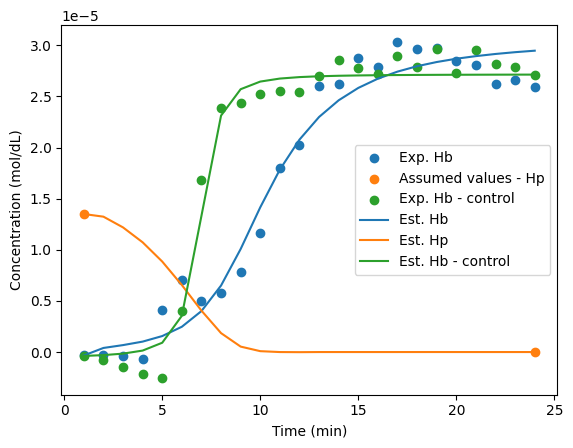 1e−5
3.0
2.5
2.0
1.5
1.0
0.5
0.0
Concentration (mol/dL)
Exp. Hb
Assumed values - Hp
Exp. Hb - control
Est. Hb
Est. Hp
Est. Hb - control
0 5 10 15 20 25
Time (min)